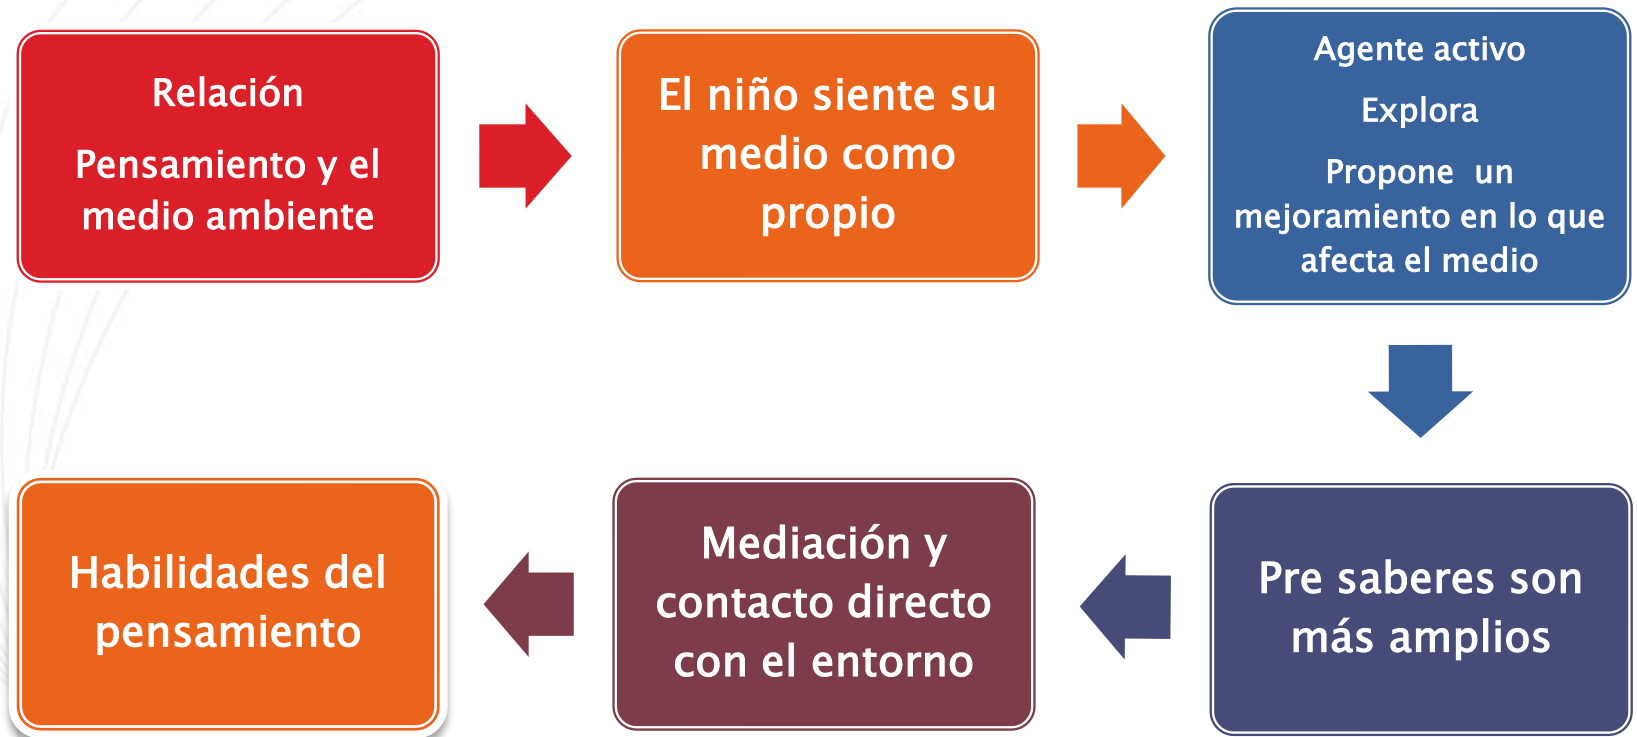 Relación
Pensamiento y el
medio ambiente
El niño siente su
medio como
propio
Agente activo
Explora
Propone  un
mejoramiento en lo que
afecta el medio
Pre saberes son
más amplios
Mediación y
contacto directo
con el entorno
Habilidades del
pensamiento